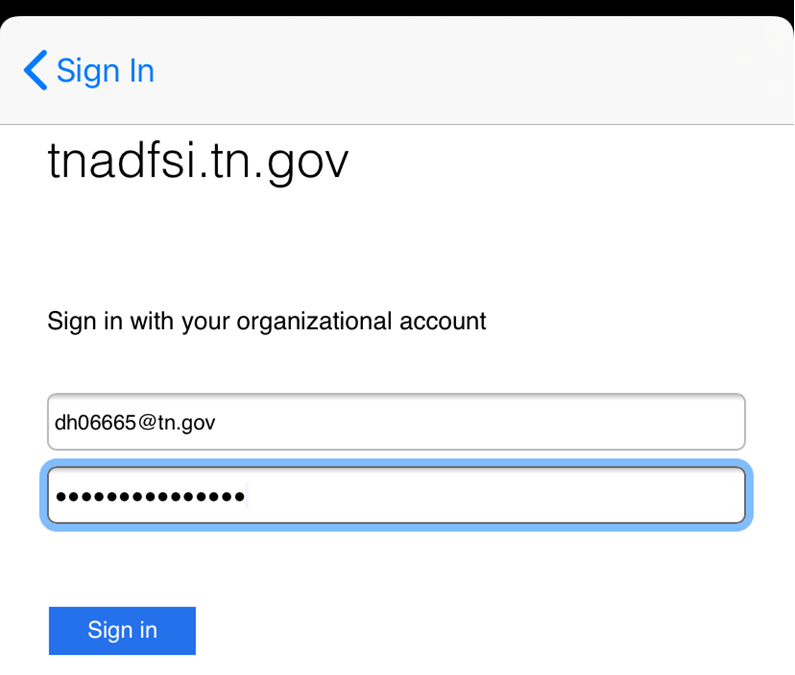 Sign In
tnadfsi.tn.gov
Sign in with your organizational account
dh06665@tn.gov
•••••••••••••••
Sign in